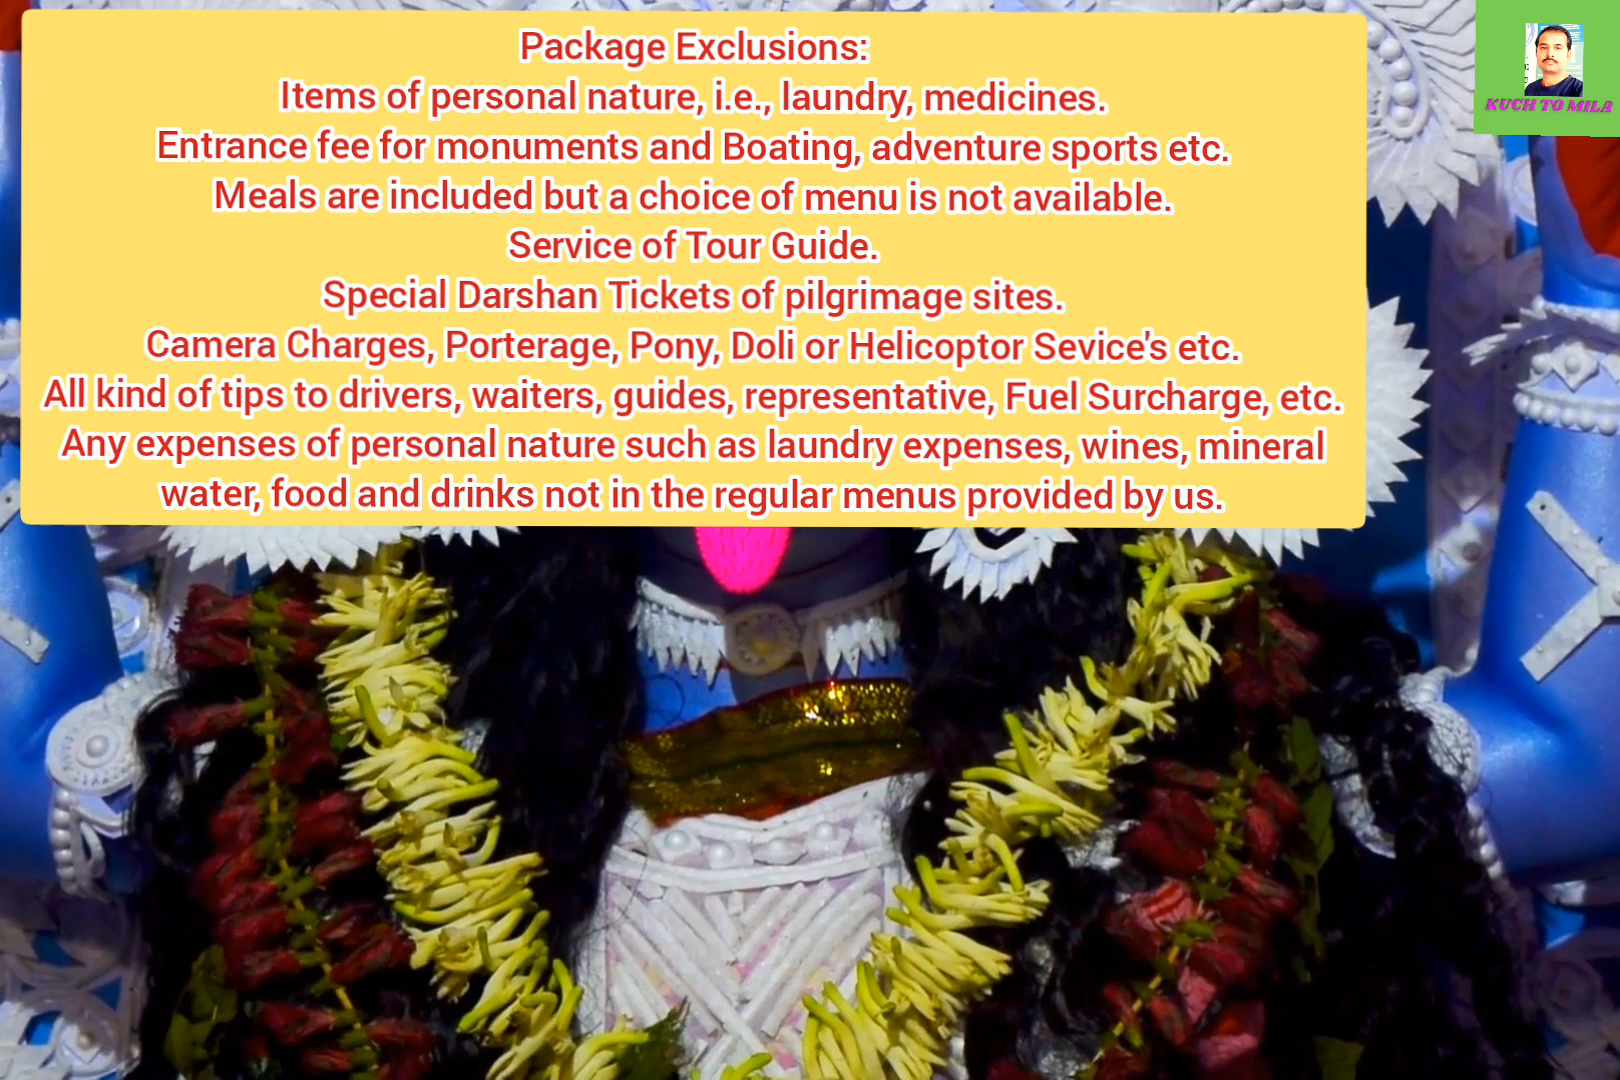 Package Exclusions:
Items of personal nature, i.e., laundry, medicines.
Entrance fee for monuments and Boating, adventure sports etc.
Meals are included but a choice of menu is not available.
Service of Tour Guide.
Special Darshan Tickets of pilgrimage sites.
Camera Charges, Porterage, Pony, Doli or Helicoptor Sevice's etc.
All kind of tips to drivers, waiters, guides, representative, Fuel Surcharge, etc.
Any expenses of personal nature such as laundry expenses, wines, mineral
water, food and drinks not in the regular menus provided by us.
KUCH TO MILA